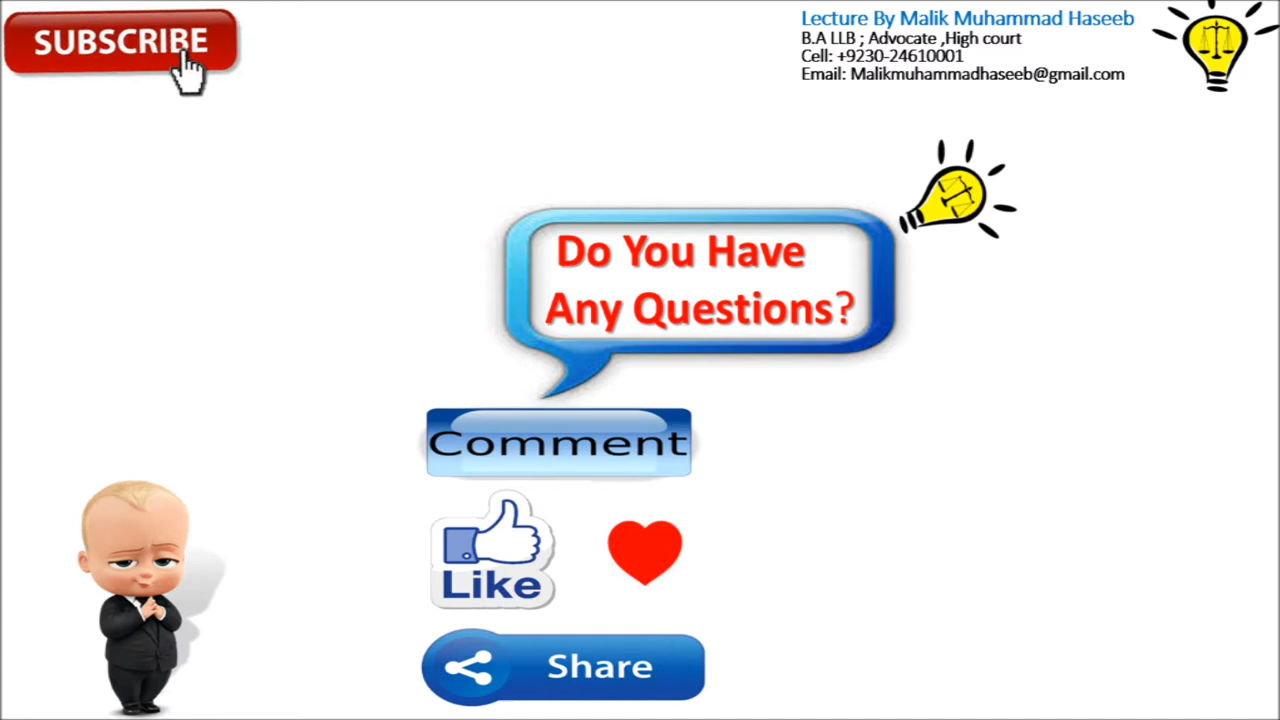 SUBSCRIBE
Lecture By Malik Muhammad Haseeb
B.A LLB ; Advocate ,High court
Cell: +9230-24610001
Email: Malikmuhammadhaseeb@gmail.com
Do You Have
Any Questions?
Comment
Like
Share